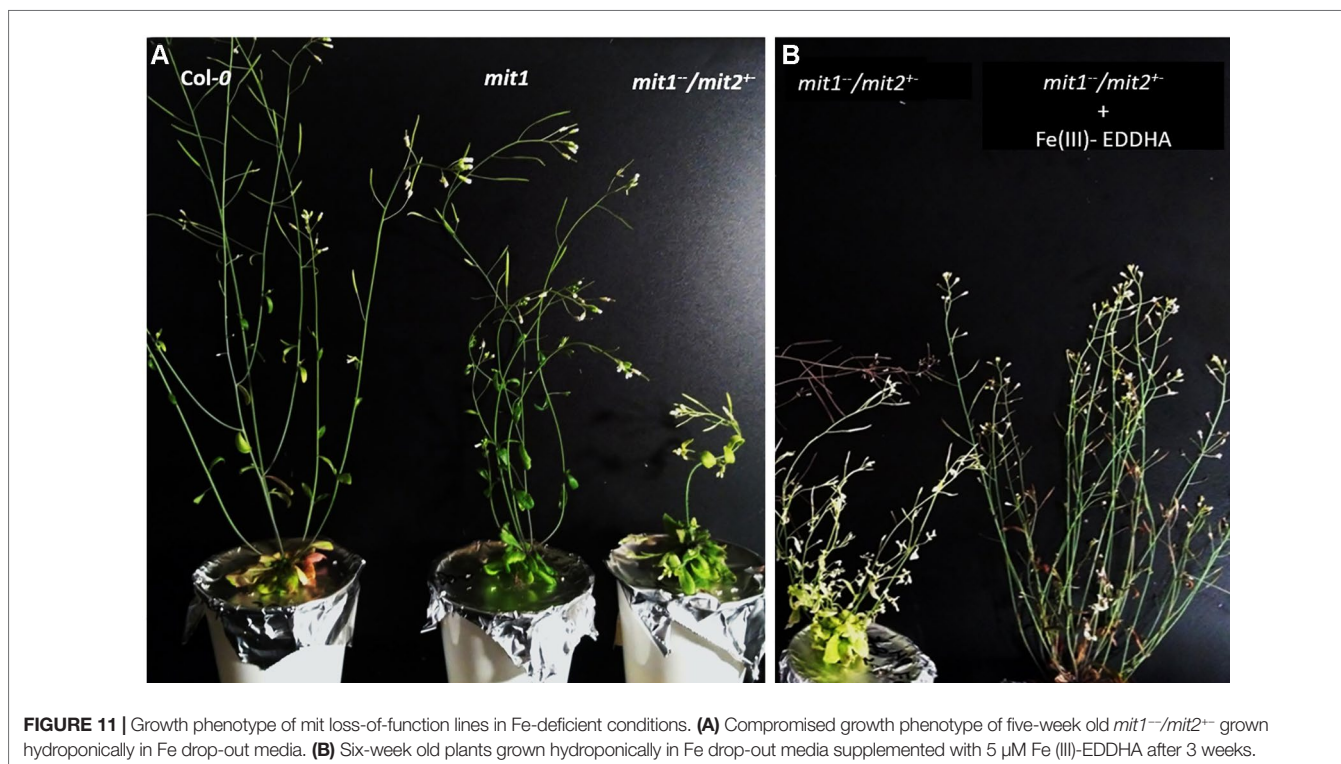 A
Col-0
mit1
mit1--/mit2+-
B
mit1--/mit2+-
mit1--/mit2+-
+
Fe(III)- EDDHA
FIGURE 11 | Growth phenotype of mit loss-of-function lines in Fe-deficient conditions. (A) Compromised growth phenotype of five-week old mit1−−/mit2+− grown
hydroponically in Fe drop-out media. (B) Six-week old plants grown hydroponically in Fe drop-out media supplemented with 5 µM Fe (III)-EDDHA after 3 weeks.